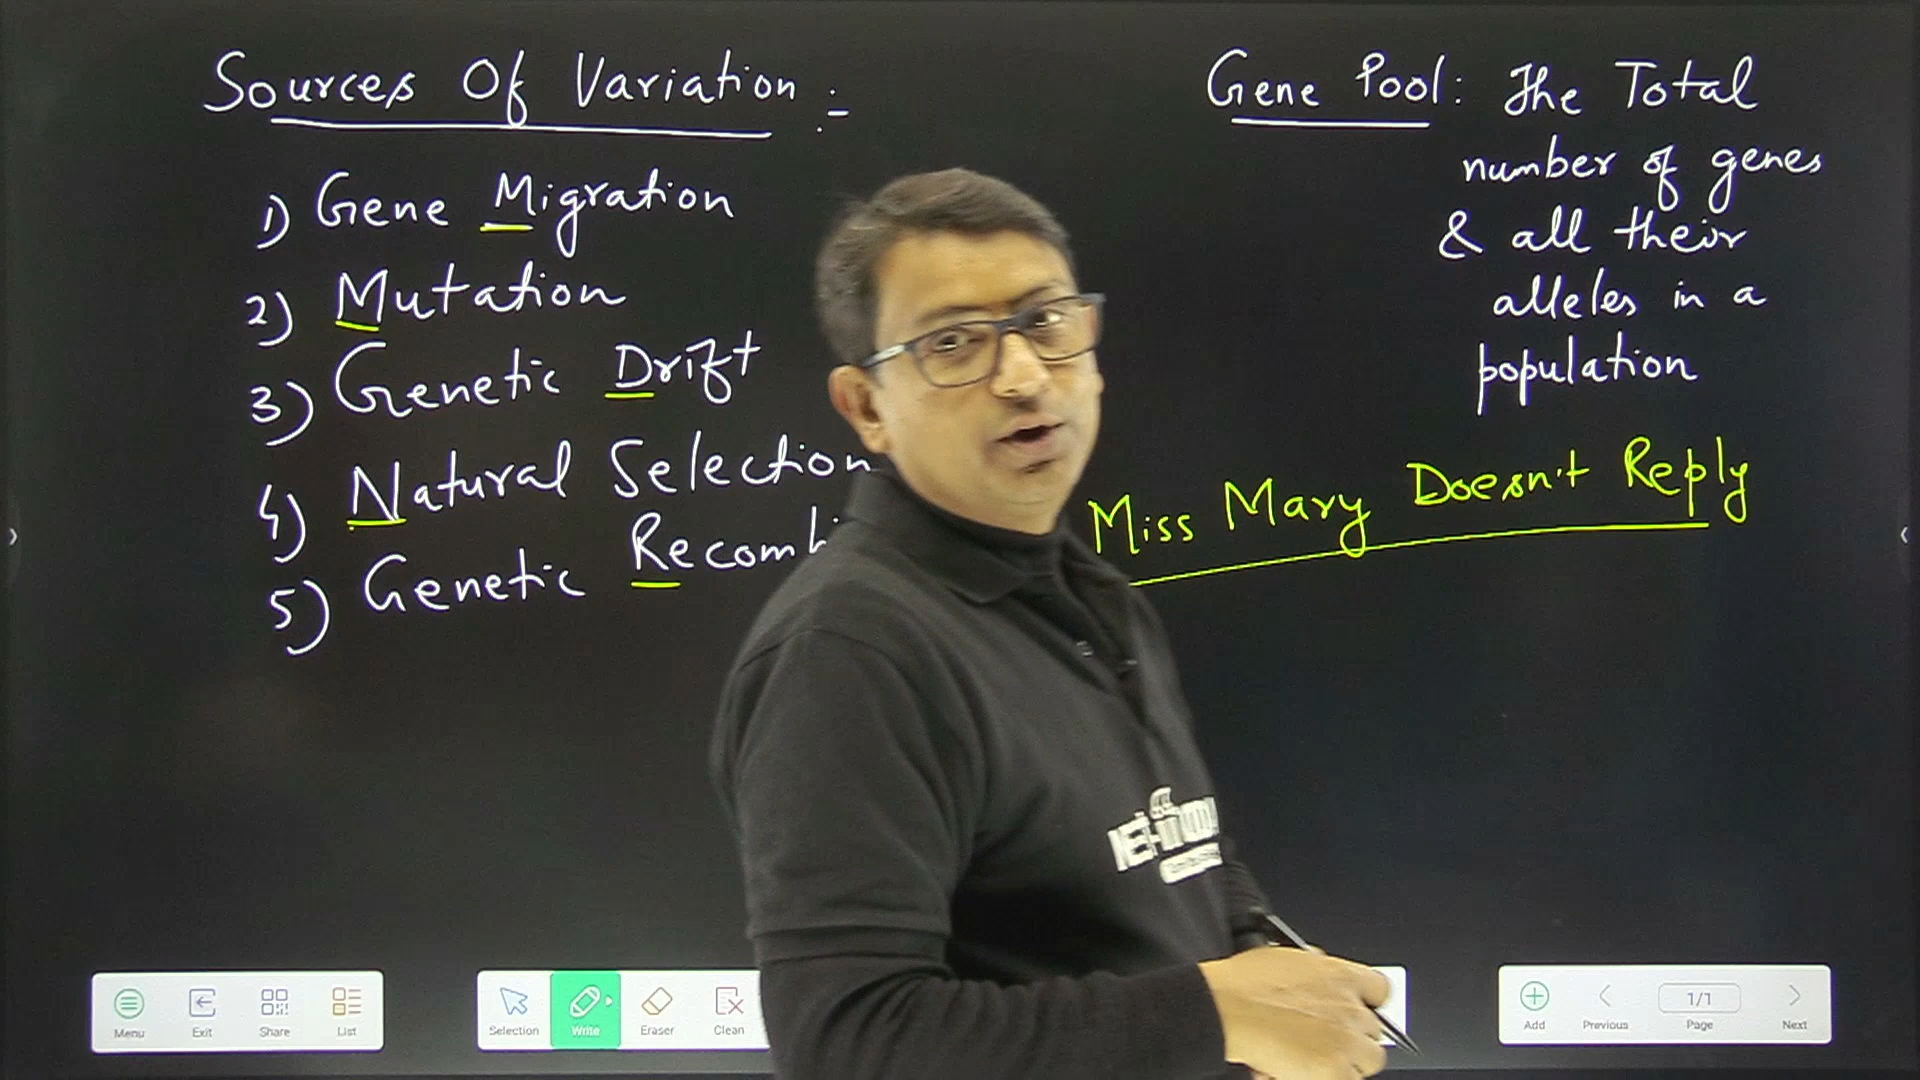 Sources Of Variation :-
1) Gene Migration
2) Mutation
3) Genetic Drift
4) Natural Selection
5) Genetic
Gene Pool: The Total
number of genes
& all their
alleles in a
population
Miss Mary Doesn't Reply
Menu
Exit
Share
List
Selection
Write
Eraser
Clean
Add
Previous
1/1
Page
Next